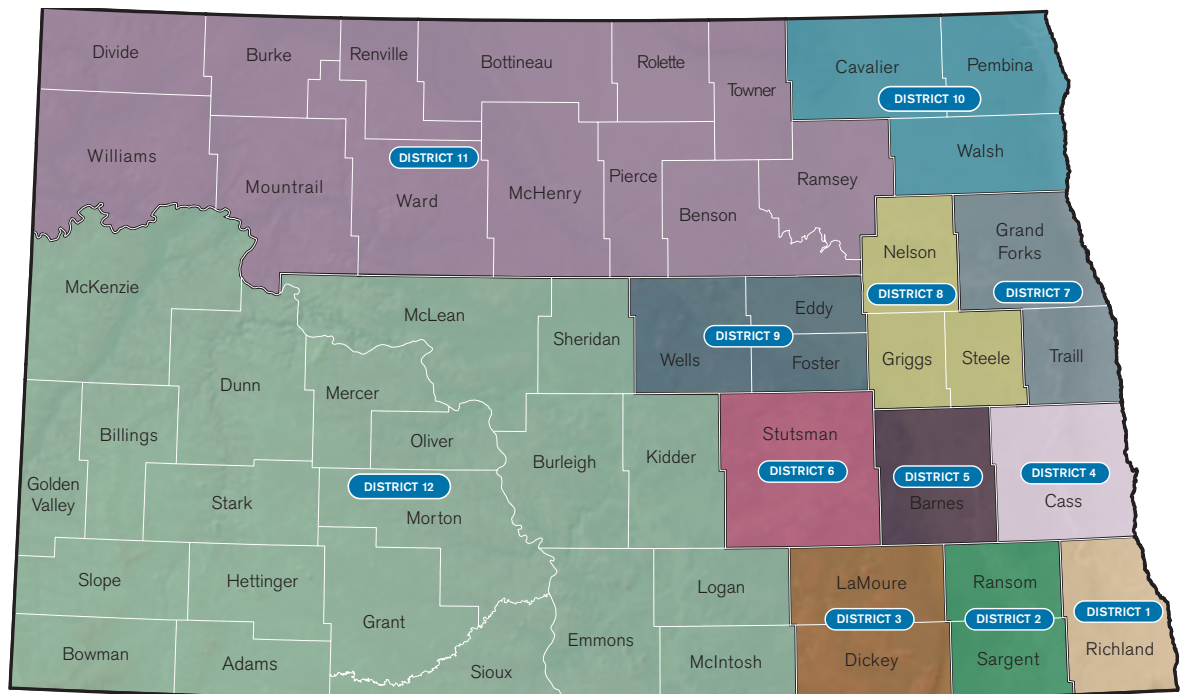 Divide
Burke
Renville
Bottineau
Rolette
Towner
Cavalier
Pembina
DISTRICT 10
Walsh
Williams
Mountrail
DISTRICT 11
Ward
McHenry
Pierce
Benson
Ramsey
Nelson
Grand
Forks
DISTRICT 8
DISTRICT 7
McKenzie
McLean
Sheridan
DISTRICT 9
Eddy
Wells
Foster
Griggs
Steele
Traill
Dunn
Mercer
Oliver
Billings
Golden
Valley
Stark
DISTRICT 12
Morton
Burleigh
Kidder
Stutsman
DISTRICT 6
DISTRICT 5
Barnes
DISTRICT 4
Cass
Slope
Hettinger
Grant
Logan
LaMoure
DISTRICT 3
Dickey
Ransom
DISTRICT 2
Sargent
DISTRICT 1
Richland
Bowman
Adams
Sioux
Emmons
McIntosh